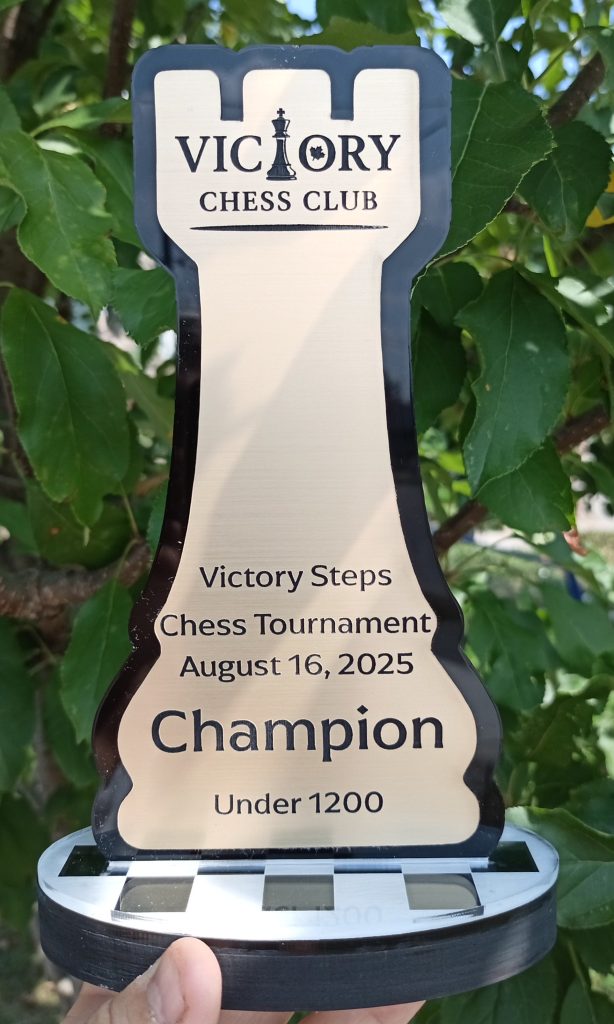 VICTORY
CHESS CLUB
Victory Steps
Chess Tournament
August 16, 2025
Champion
Under 1200